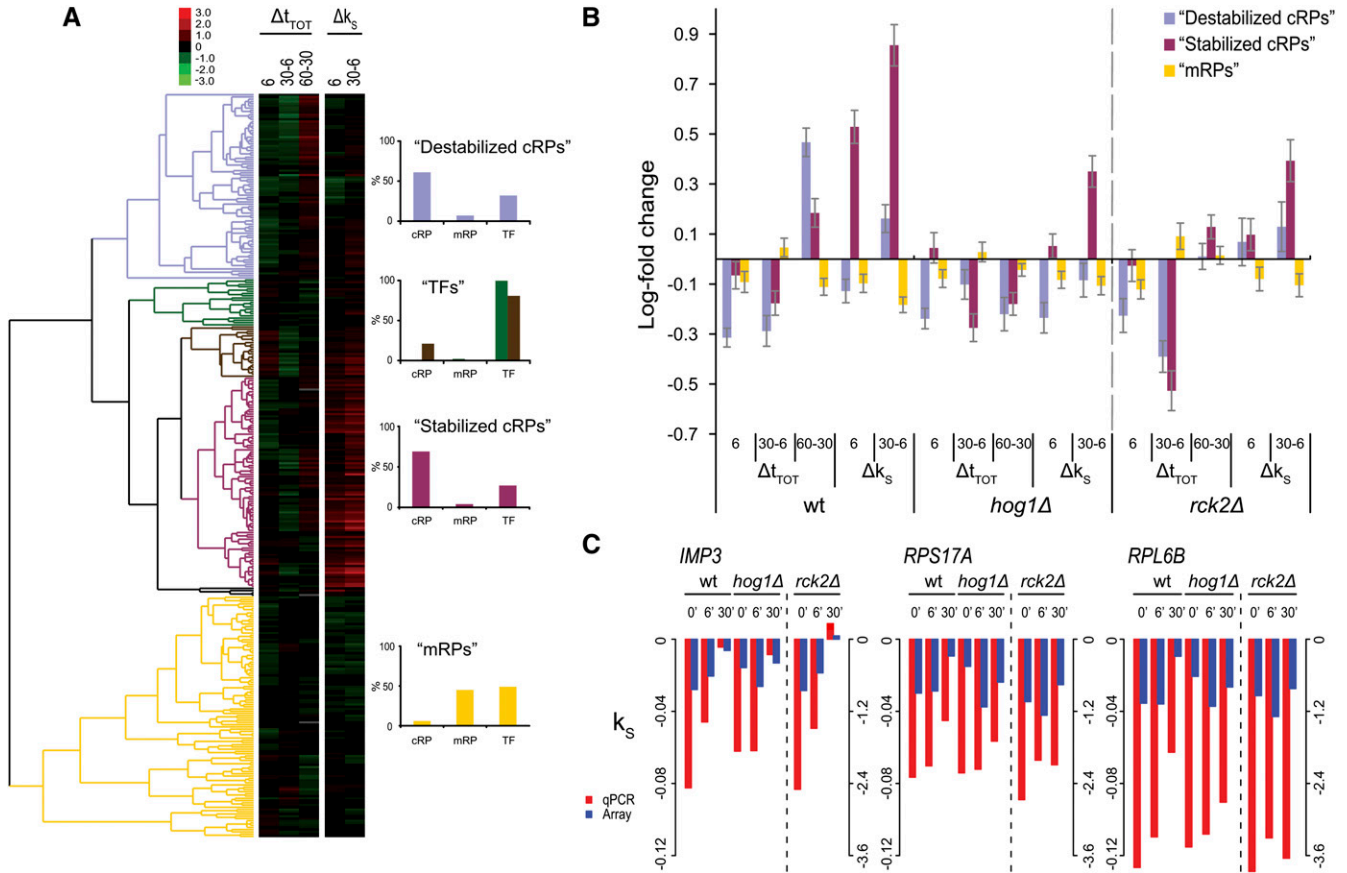 A
3.0
2.0
1.0
0
-1.0
-2.0
-3.0
Δt_TOT
Δk_S
6
30-6
60-30
6
30-6
"Destabilized cRPs"
100
50
0
%
cRP mRP TF
"TFs"
100
50
0
%
cRP mRP TF
"Stabilized cRPs"
100
50
0
%
cRP mRP TF
"mRPs"
100
50
0
%
cRP mRP TF
B
"Destabilized cRPs"
"Stabilized cRPs"
"mRPs"
Log-fold change
0.9
0.7
0.5
0.3
0.1
-0.1
-0.3
-0.5
-0.7
6 30-6 60-30 6 30-6 6 30-6 60-30 6 30-6 6 30-6 60-30 6 30-6
Δt_TOT Δk_S Δt_TOT Δk_S Δt_TOT Δk_S
wt hog1Δ rck2Δ
C
IMP3 RPS17A RPL6B
wt hog1Δ rck2Δ wt hog1Δ rck2Δ wt hog1Δ rck2Δ
0' 6' 30' 0' 6' 30' 0' 6' 30' 0' 6' 30' 0' 6' 30' 0' 6' 30' 0' 6' 30' 0' 6' 30' 0' 6' 30'
0 0 0 0 0 0
-0.04 -1.2 -0.04 -1.2 -0.04 -1.2
k_S
-0.08 -2.4 -0.08 -2.4 -0.08 -2.4
qPCR
Array
-0.12 -3.6 -0.12 -3.6 -0.12 -3.6